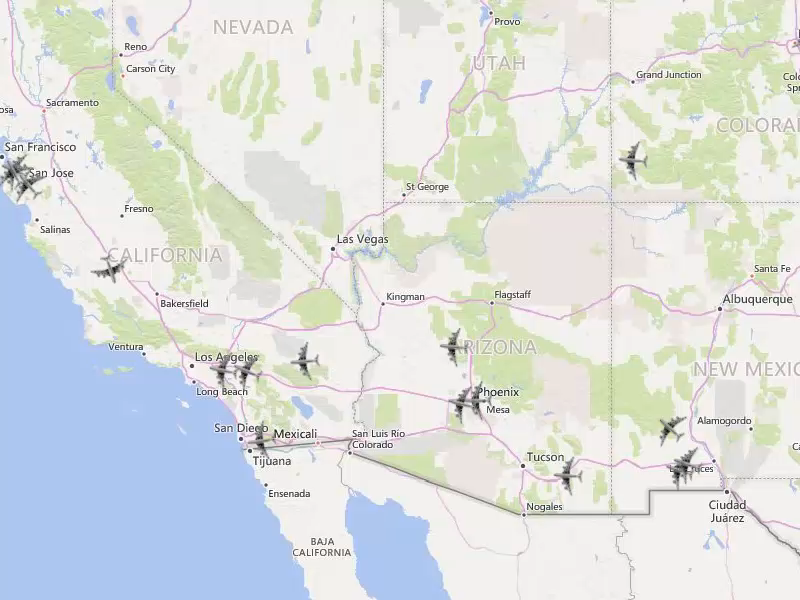 NEVADA
Provo
Reno
Carson City
UTAH
Grand Junction
Sacramento
COLORA
San Francisco
San Jose
St George
Fresno
Salinas
Las Vegas
CALIFORNIA
Santa Fe
Bakersfield
Kingman
Flagstaff
Albuquerque
Ventura
RIZONA
Los Angeles
NEW MEXIC
Long Beach
Phoenix
Mesa
Alamogordo
San Diego
Mexicali
San Luis Rio
Colorado
Tijuana
Tucson
Ensenada
Nogales
Ciudad
Juárez
BAJA
CALIFORNIA